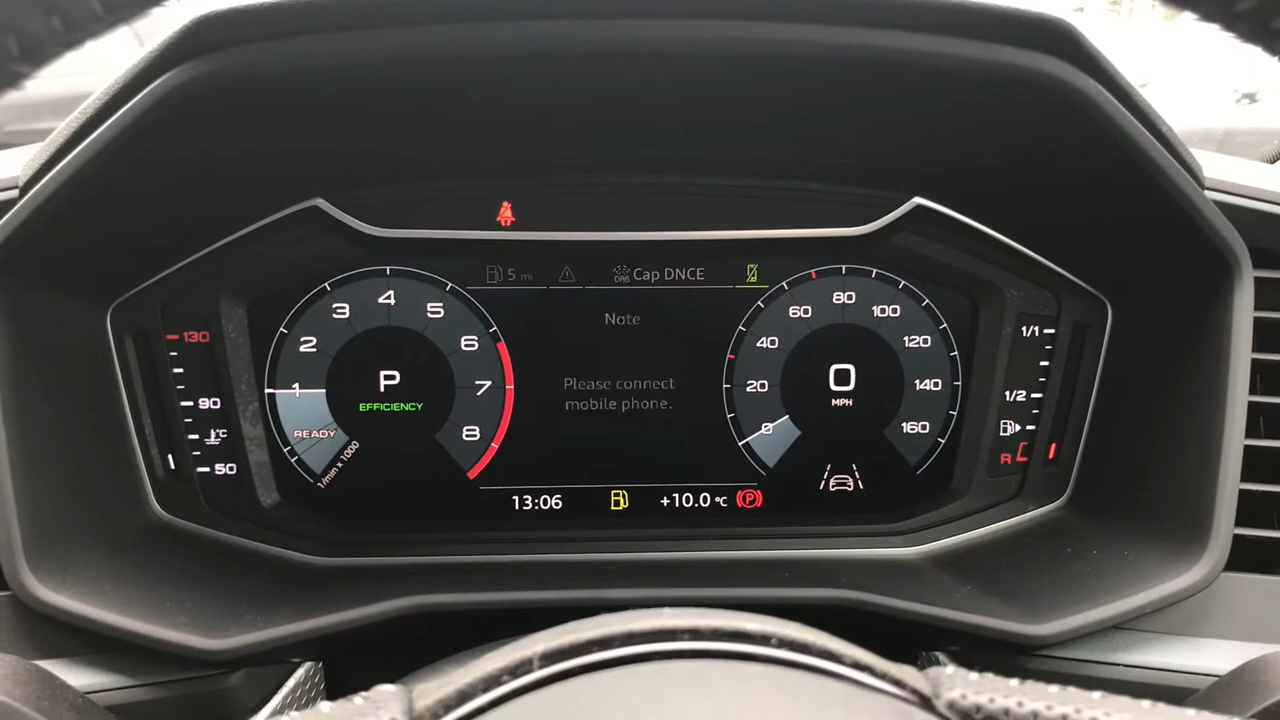 5 mi
DAB Cap DNCE
Note
Please connect
mobile phone.
13:06
+10.0 °C
1
2
3
4
5
6
7
8
READY
1/min x 1000
P
EFFICIENCY
0
20
40
60
80
100
120
140
160
0
MPH
130
90
°C
50
1/1
1/2
R
P